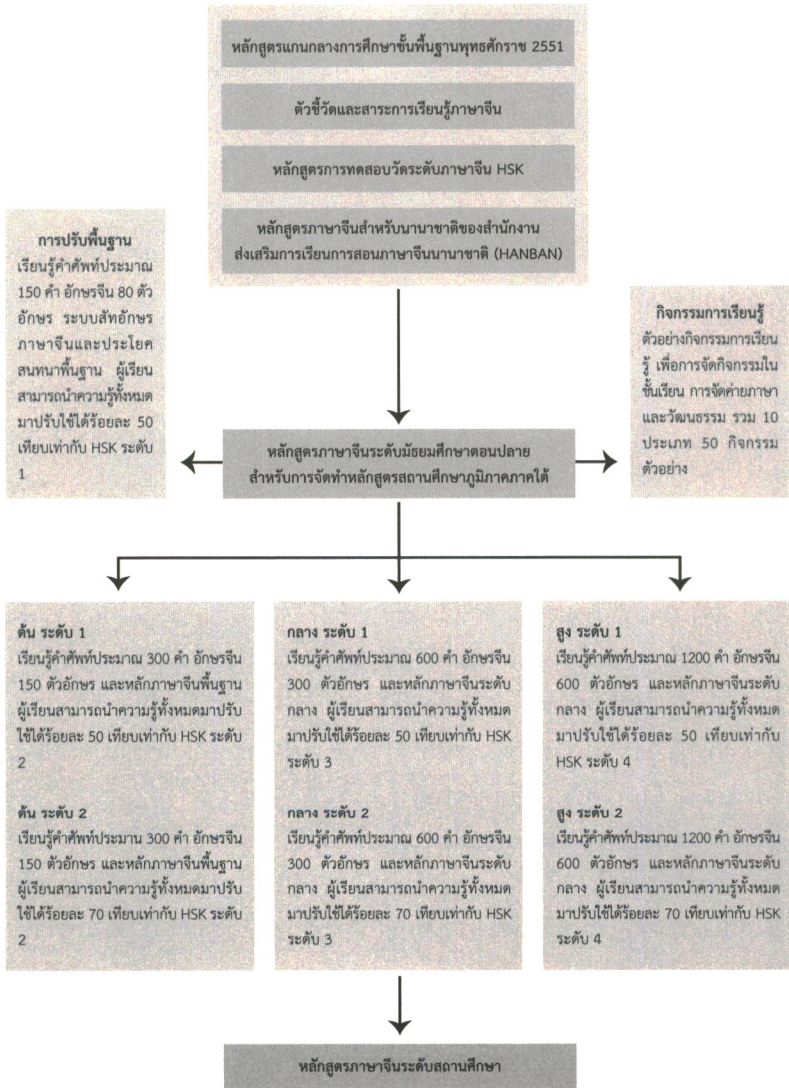 หลักสูตรแกนกลางการศึกษาขั้นพื้นฐานพุทธศักราช 2551
ตัวชี้วัดและสาระการเรียนรู้ภาษาจีน
หลักสูตรการทดสอบวัดระดับภาษาจีน HSK
หลักสูตรภาษาจีนสำหรับนานาชาติของสำนักงาน
ส่งเสริมการเรียนการสอนภาษาจีนนานาชาติ (HANBAN)
การปรับพื้นฐาน
เรียนรู้คำศัพท์ประมาณ
150 คำ อักษรจีน 80 ตัว
อักษร ระบบสัทอักษร
ภาษาจีนและประโยค
สนทนาพื้นฐาน ผู้เรียน
สามารถนำความรู้ทั้งหมด
มาปรับใช้ได้ร้อยละ 50
เทียบเท่ากับ HSK ระดับ
1
กิจกรรมการเรียนรู้
ตัวอย่างกิจกรรมการเรียน
รู้ เพื่อการจัดกิจกรรมใน
ชั้นเรียน การจัดค่ายภาษา
และวัฒนธรรม รวม 10
ประเภท 50 กิจกรรม
ตัวอย่าง
หลักสูตรภาษาจีนระดับมัธยมศึกษาตอนปลาย
สำหรับการจัดทำหลักสูตรสถานศึกษาภูมิภาคภาคใต้
ต้น ระดับ 1
เรียนรู้คำศัพท์ประมาณ 300 คำ อักษรจีน
150 ตัวอักษร และหลักภาษาจีนพื้นฐาน
ผู้เรียนสามารถนำความรู้ทั้งหมดมาปรับ
ใช้ได้ร้อยละ 50 เทียบเท่ากับ HSK ระดับ
2
ต้น ระดับ 2
เรียนรู้คำศัพท์ประมาน 300 คำ อักษรจีน
150 ตัวอักษร และหลักภาษาจีนพื้นฐาน
ผู้เรียนสามารถนำความรู้ทั้งหมดมาปรับ
ใช้ได้ร้อยละ 70 เทียบเท่ากับ HSK ระดับ
2
กลาง ระดับ 1
เรียนรู้คำศัพท์ประมาณ 600 คำ อักษรจีน
300 ตัวอักษร และหลักภาษาจีนระดับ
กลาง ผู้เรียนสามารถนำความรู้ทั้งหมด
มาปรับใช้ได้ร้อยละ 50 เทียบเท่ากับ HSK
ระดับ 3
กลาง ระดับ 2
เรียนรู้คำศัพท์ประมาณ 600 คำ อักษรจีน
300 ตัวอักษร และหลักภาษาจีนระดับ
กลาง ผู้เรียนสามารถนำความรู้ทั้งหมด
มาปรับใช้ได้ร้อยละ 70 เทียบเท่ากับ HSK
ระดับ 3
สูง ระดับ 1
เรียนรู้คำศัพท์ประมาณ 1200 คำ อักษรจีน
600 ตัวอักษร และหลักภาษาจีนระดับ
กลาง ผู้เรียนสามารถนำความรู้ทั้งหมด
มาปรับใช้ได้ร้อยละ 50 เทียบเท่ากับ
HSK ระดับ 4
สูง ระดับ 2
เรียนรู้คำศัพท์ประมาณ 1200 คำ อักษรจีน
600 ตัวอักษร และหลักภาษาจีนระดับ
กลาง ผู้เรียนสามารถนำความรู้ทั้งหมด
มาปรับใช้ได้ร้อยละ 70 เทียบเท่ากับ HSK
ระดับ 4
หลักสูตรภาษาจีนระดับสถานศึกษา